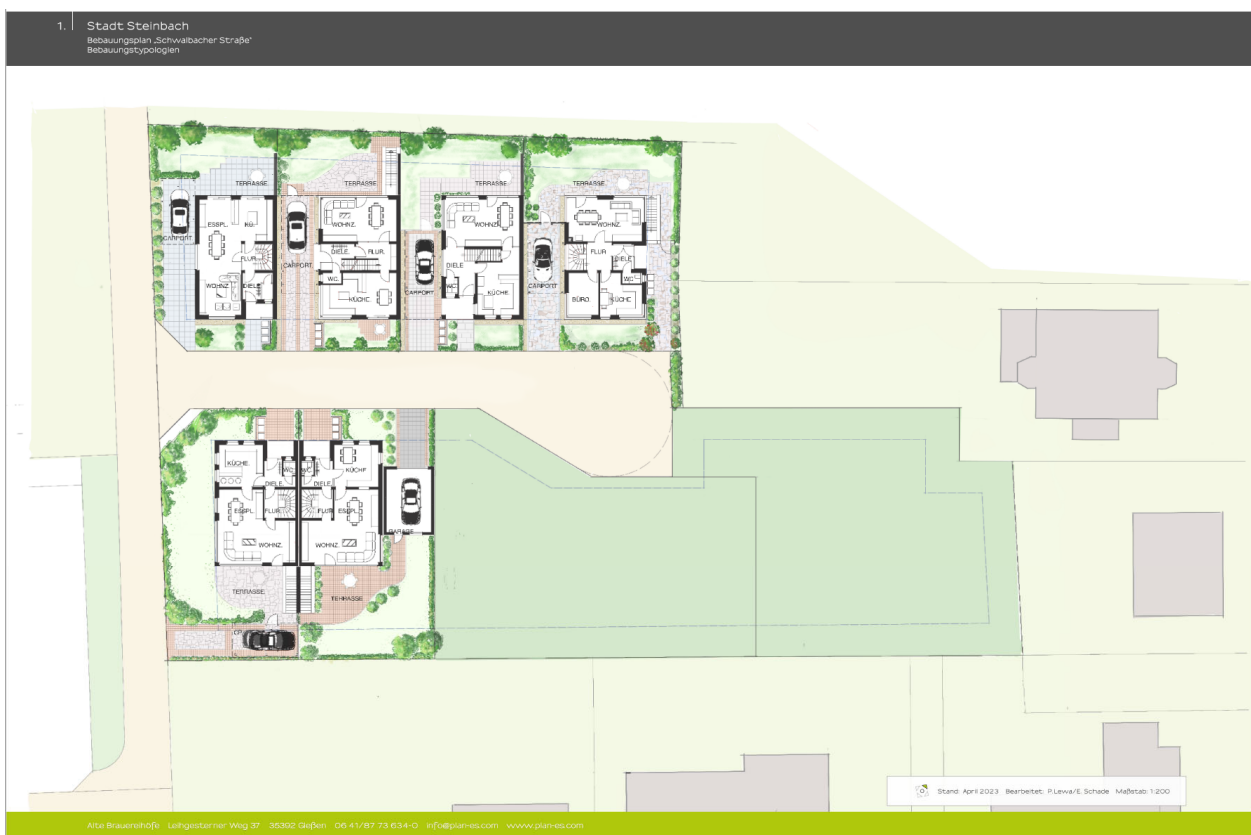 1. Stadt Steinbach
Bebauungsplan „Schwalbacher Straße"
Bebauungstypologien
TERRASSE TERRASSE TERRASSE TERRASSE
ESSPL. KÜ. WOHNZ. WOHNZ. WOHNZ.
CARPORT
FLUR DIELE FLUR. FLUR DIELE
CARPORT DIELE CARPORT CARPORT
WC. WC WC
WOHNZ. DIELE KÜCHE KÜCHE BÜRO. KÜCHE
KÜCHE. WC WC KÜCHE
DIELE. DIELE.
ESSPL. FLUR FLUR ESSPL.
GARAGE
WOHNZ. WOHNZ.
TERRASSE TERRASSE
CP.
Stand: April 2023 Bearbeitet: P.Lewa/E. Schade Maßstab: 1:200
Alte Brauereihöfe Leihgesterner Weg 37 35392 Gießen 06 41/87 73 634-0 info@plan-es.com www.plan-es.com